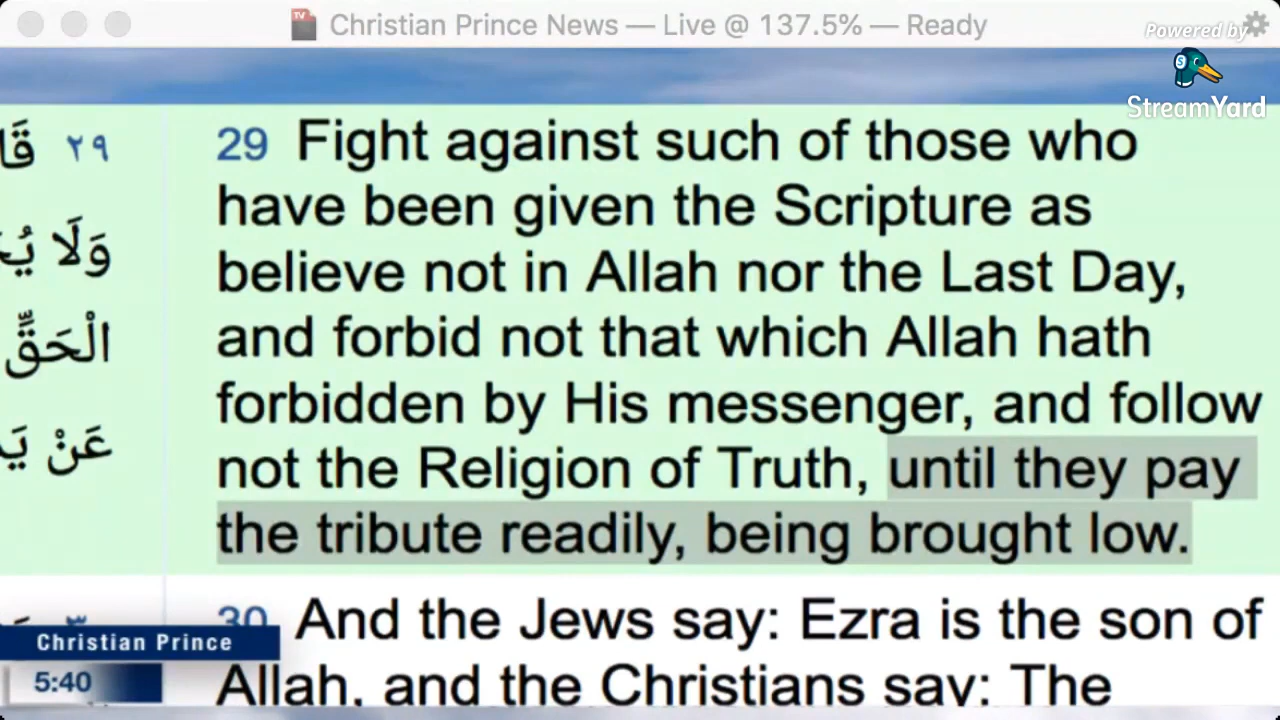 Christian Prince News — Live @ 137.5% — Ready
Powered by
StreamYard
٢٩
29 Fight against such of those who
have been given the Scripture as
believe not in Allah nor the Last Day,
and forbid not that which Allah hath
forbidden by His messenger, and follow
not the Religion of Truth, until they pay
the tribute readily, being brought low.
وَلَا
الْحَقِّ
عَنْ
30 And the Jews say: Ezra is the son of
Allah, and the Christians say: The
Christian Prince
5:40